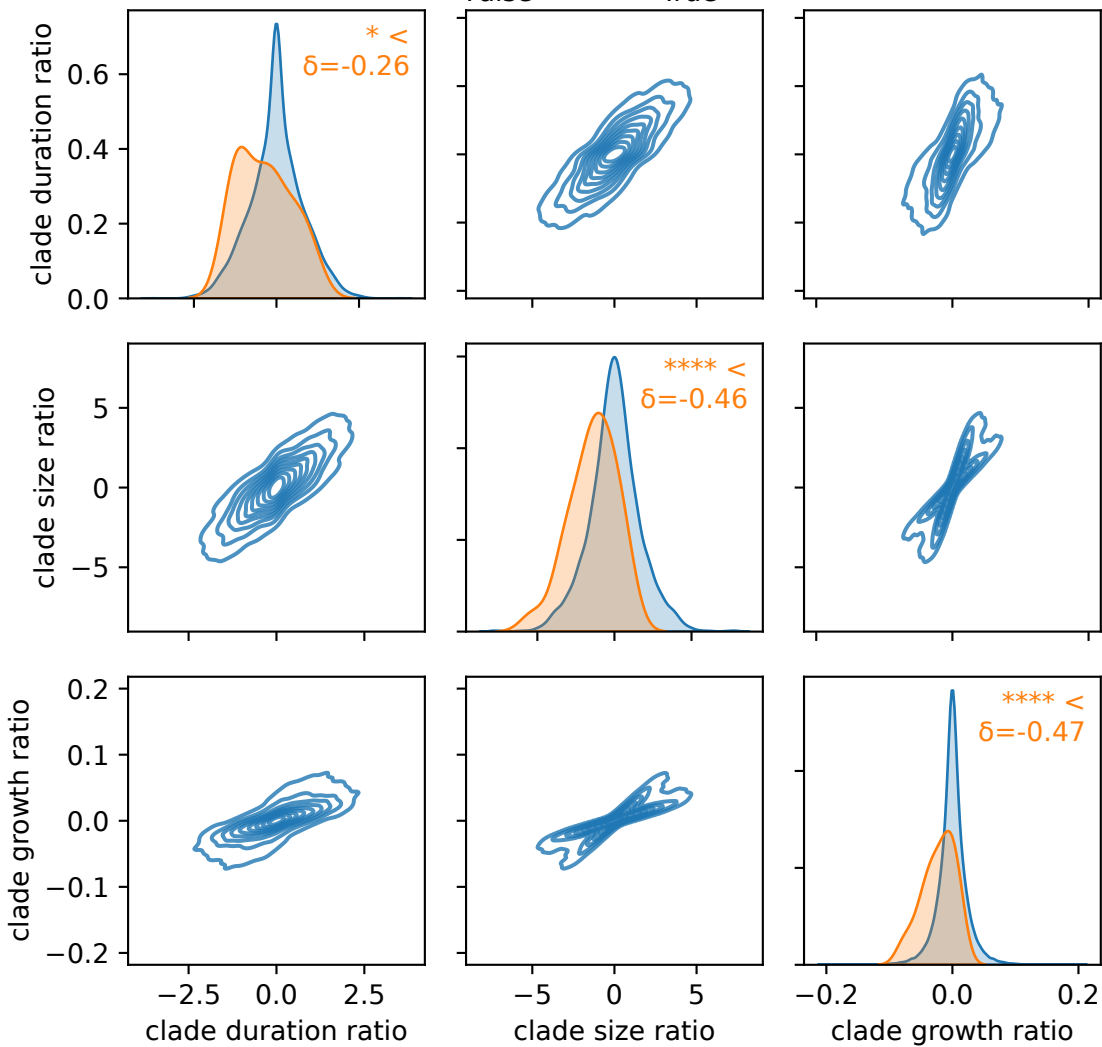 * <
δ=-0.26
clade duration ratio
0.6
0.4
0.2
0.0
**** <
δ=-0.46
clade size ratio
5
0
−5
**** <
δ=-0.47
clade growth ratio
0.2
0.1
0.0
−0.1
−0.2
−2.5 0.0 2.5
−5 0 5
−0.2 0.0 0.2
clade duration ratio
clade size ratio
clade growth ratio